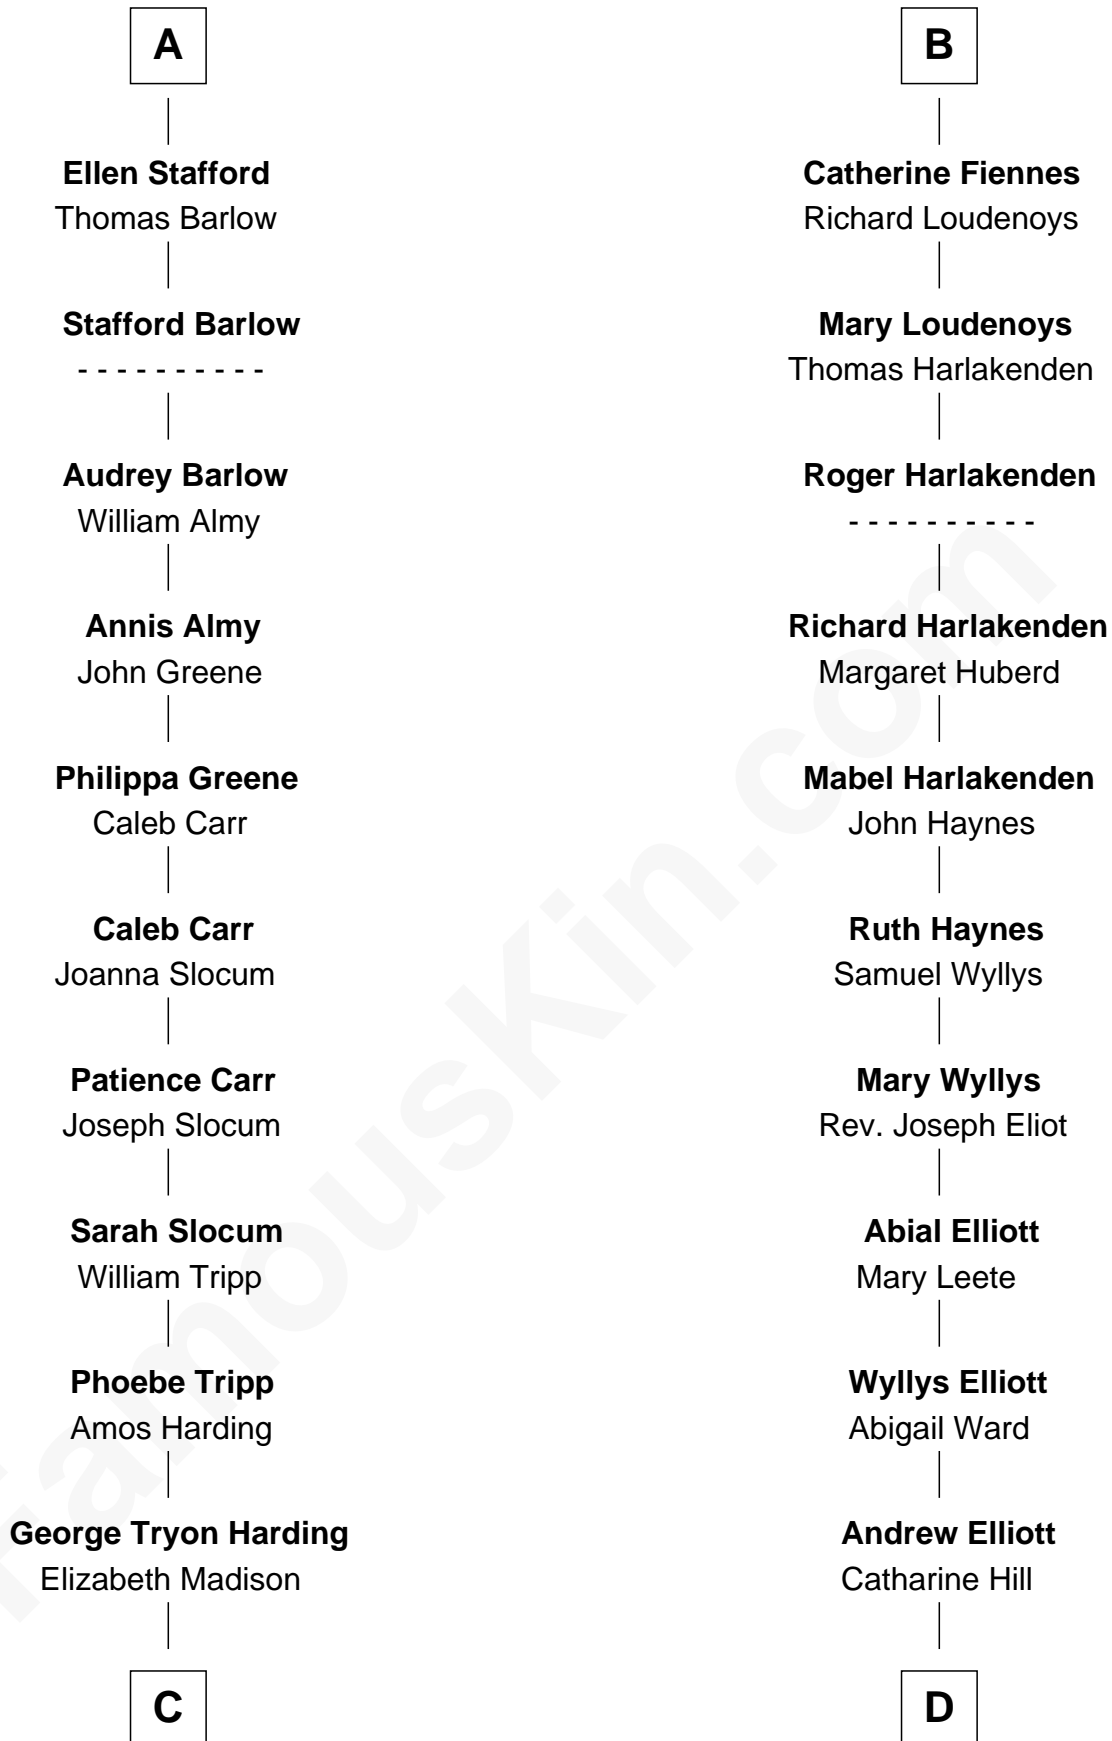 A
Ellen Stafford
Thomas Barlow
Stafford Barlow
- - - - - - - - - -
Audrey Barlow
William Almy
Annis Almy
John Greene
Philippa Greene
Caleb Carr
Caleb Carr
Joanna Slocum
Patience Carr
Joseph Slocum
Sarah Slocum
William Tripp
Phoebe Tripp
Amos Harding
George Tryon Harding
Elizabeth Madison
C
B
Catherine Fiennes
Richard Loudenoys
Mary Loudenoys
Thomas Harlakenden
Roger Harlakenden
- - - - - - - - - -
Richard Harlakenden
Margaret Huberd
Mabel Harlakenden
John Haynes
Ruth Haynes
Samuel Wyllys
Mary Wyllys
Rev. Joseph Eliot
Abial Elliott
Mary Leete
Wyllys Elliott
Abigail Ward
Andrew Elliott
Catharine Hill
D
FamousKin.com